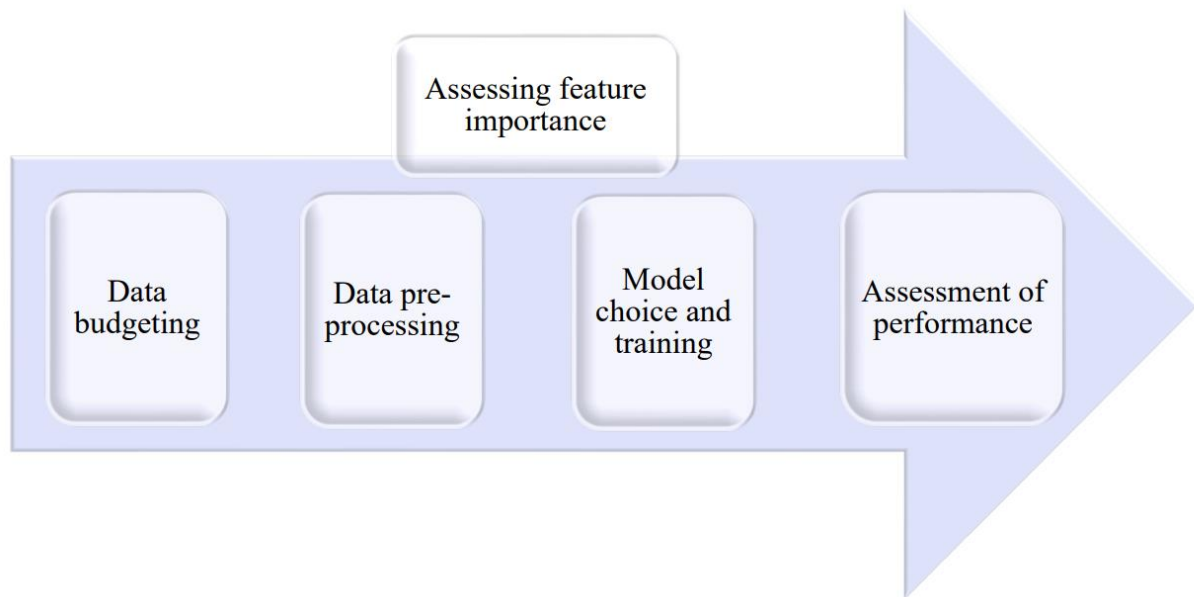 Assessing feature
importance
Data
budgeting
Data pre-
processing
Model
choice and
training
Assessment of
performance